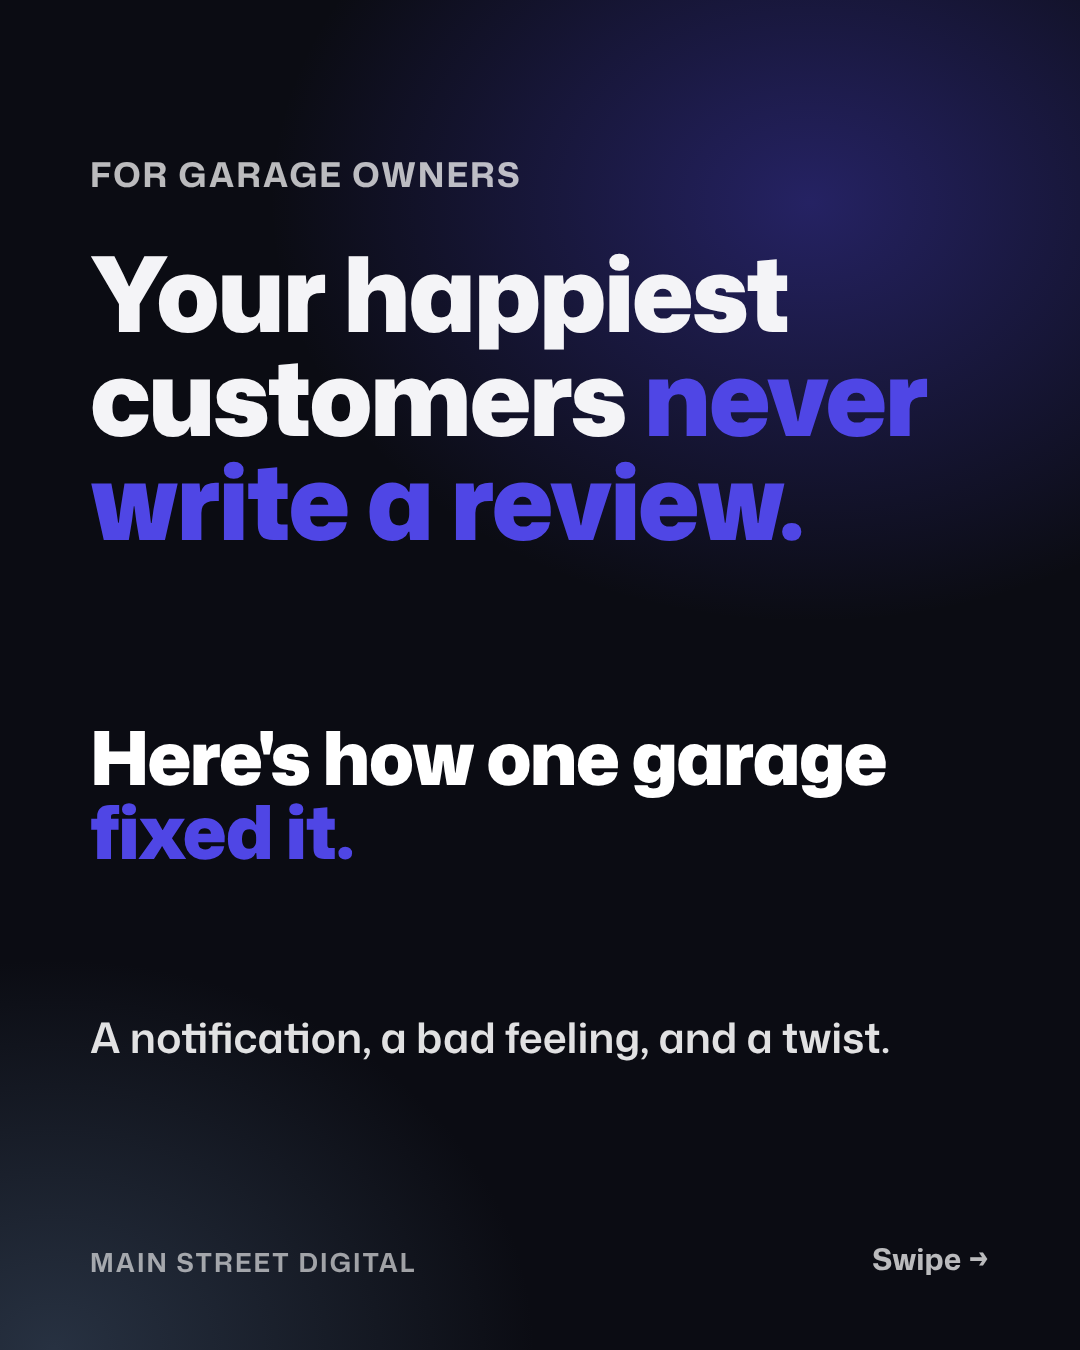 FOR GARAGE OWNERS
Your happiest
customers never
write a review.
Here's how one garage
fixed it.
A notification, a bad feeling, and a twist.
MAIN STREET DIGITAL
Swipe →